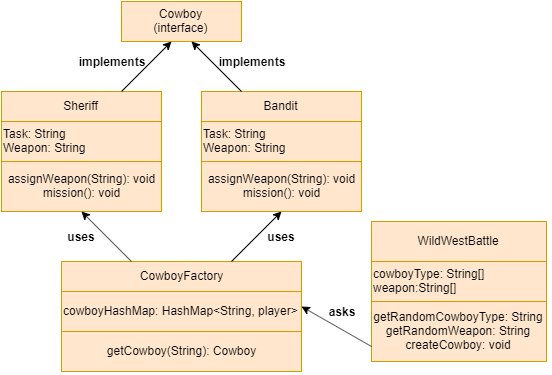 Cowboy
(interface)
implements
implements
Sheriff
Task: String
Weapon: String
assignWeapon(String): void
mission(): void
Bandit
Task: String
Weapon: String
assignWeapon(String): void
mission(): void
uses
uses
CowboyFactory
cowboyHashMap: HashMap<String, player>
getCowboy(String): Cowboy
asks
WildWestBattle
cowboyType: String[]
weapon:String[]
getRandomCowboyType: String
getRandomWeapon: String
createCowboy: void